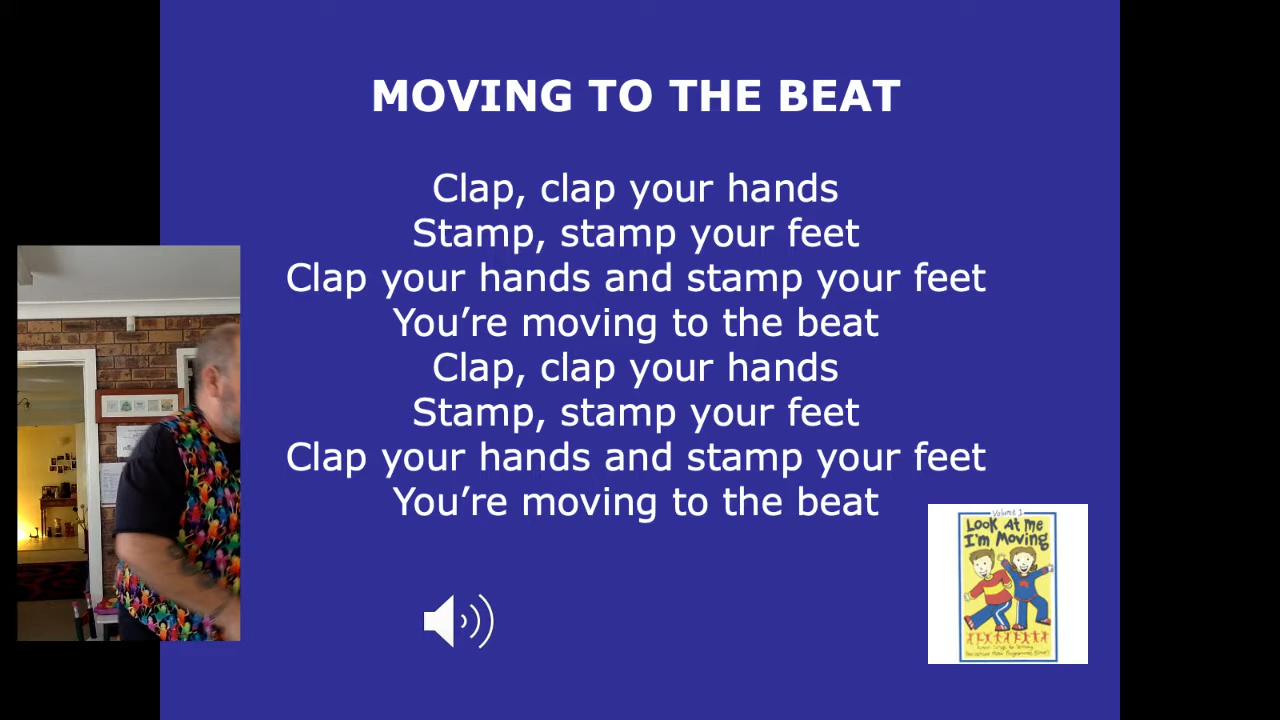 MOVING TO THE BEAT
Clap, clap your hands
Stamp, stamp your feet
Clap your hands and stamp your feet
You’re moving to the beat
Clap, clap your hands
Stamp, stamp your feet
Clap your hands and stamp your feet
You’re moving to the beat
Volume 1
Look At Me
I'm Moving